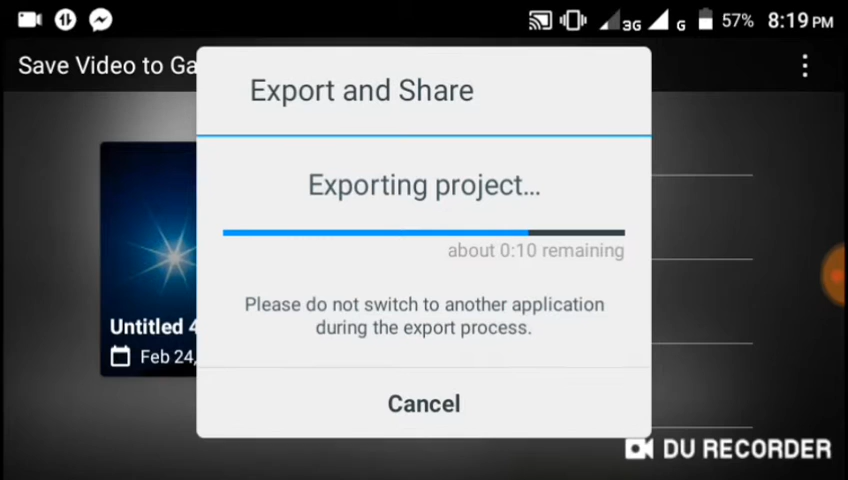 3G G 57% 8:19 PM
Save Video to Ga
Export and Share
Exporting project...
about 0:10 remaining
Please do not switch to another application
during the export process.
Untitled 4
Feb 24,
Cancel
DU RECORDER